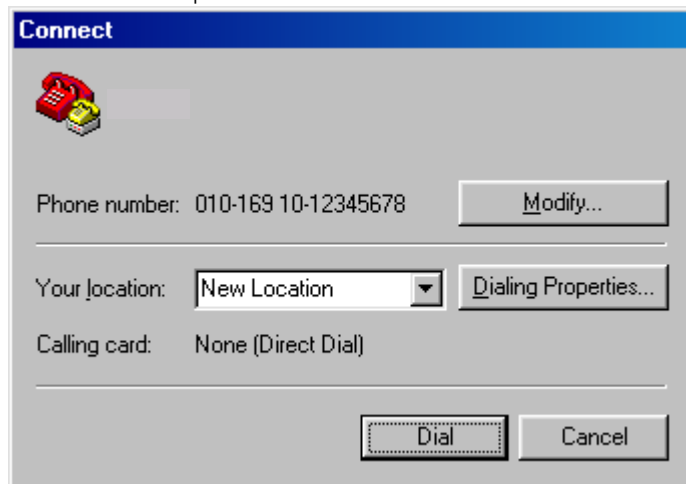 Connect
Phone number: 010-169 10-12345678 Modify...
Your location: New Location Dialing Properties...
Calling card: None (Direct Dial)
Dial Cancel